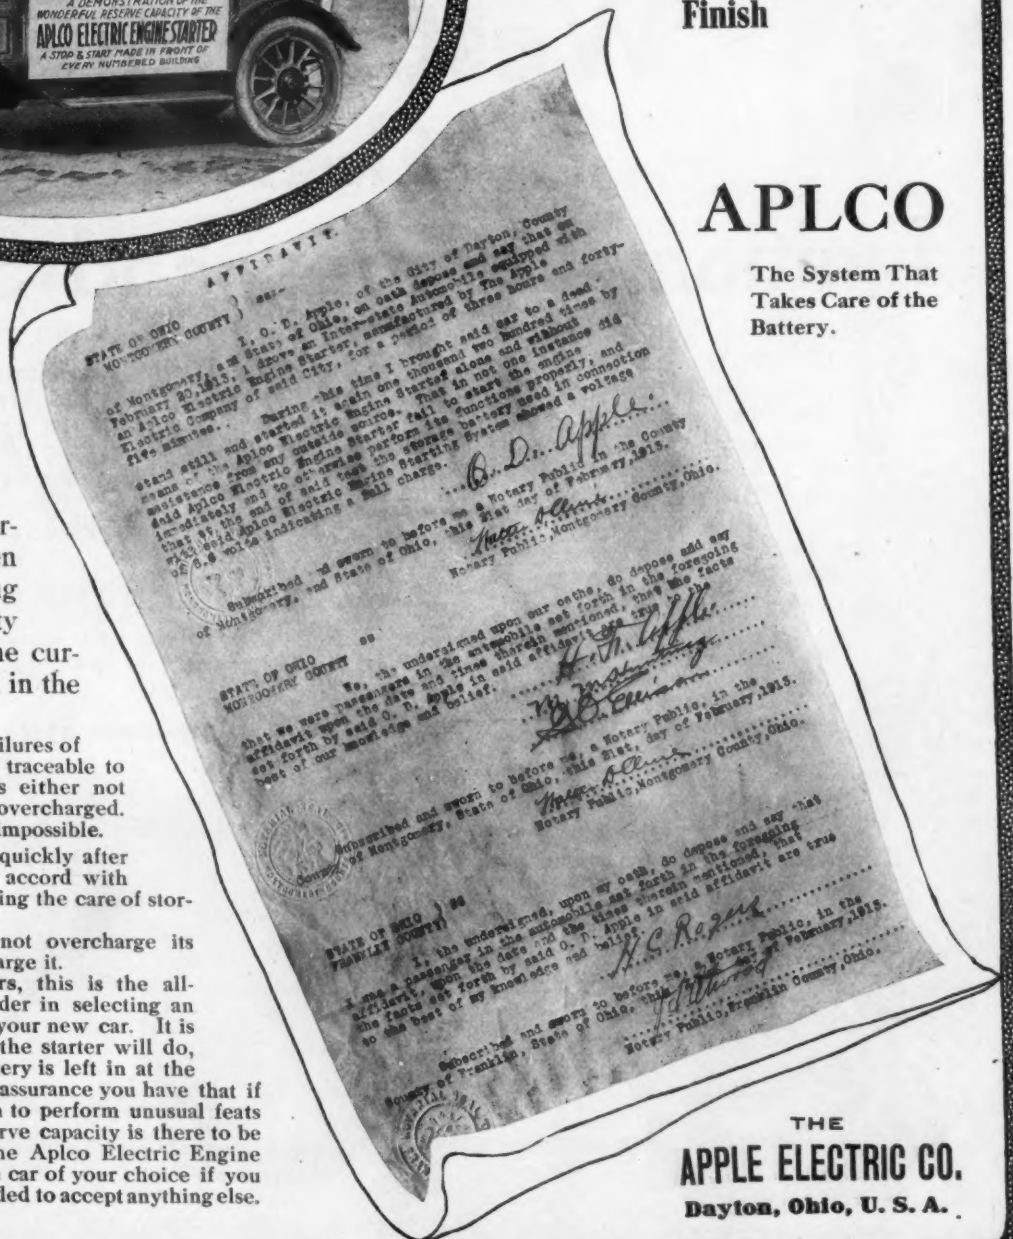 A DEMONSTRATION OF THE
WONDERFUL RESERVE CAPACITY OF THE
APLCO ELECTRIC ENGINE STARTER
A STOP & START MADE IN FRONT OF
EVERY NUMBERED BUILDING
Finish
APLCO
The System That
Takes Care of the
Battery.
AFFIDAVIT.
STATE OF OHIO
MONTGOMERY COUNTY } ss:-
I, O. D. Apple, of the City of Dayton, County
of Montgomery, and State of Ohio, on oath depose and say that on
February 20, 1913, I drove an Inter-state Automobile equipped with
an Aplco Electric Engine Starter, manufactured by The Apple
Electric Company of said City, for a period of three hours and forty-
five minutes.
During this time I brought said car to a dead
stand still and started it again one thousand two hundred times by
means of the Aplco Electric Engine Starter alone and without
assistance from any outside source. That in not one instance did
said Aplco Electric Engine Starter fail to start the engine
immediately and to otherwise perform its functions properly, and
that at the end of said test the storage battery used in connection
with said Aplco Electric Engine Starting System showed a voltage
of 6.6 volts indicating a full charge.
O. D. Apple
Subscribed and sworn to before me a Notary Public in the County
of Montgomery, and State of Ohio, this 21st day of February, 1913.
Notary Public, Montgomery County, Ohio.
STATE OF OHIO
MONTGOMERY COUNTY ss
We, the undersigned upon our oaths, do depose and say
that we were passengers in the automobile set forth in the foregoing
affidavit upon the date and times therein mentioned, that the facts
set forth by said O. D. Apple in said affidavit are true to the
best of our knowledge and belief.
Apple
Subscribed and sworn to before me, a Notary Public, in the
County of Montgomery, State of Ohio, this 21st, day of February, 1913.
Notary Public, Montgomery County, Ohio.
STATE OF OHIO
FRANKLIN COUNTY } ss
I, the undersigned, upon my oath, do depose and say that
I was a passenger in the automobile set forth in the foregoing
affidavit, upon the date and the times therein mentioned; that
the facts set forth by said O. D. Apple in said affidavit are true
to the best of my knowledge and belief.
H. C. Rogers
Subscribed and sworn to before me, a Notary Public, in the
County of Franklin, State of Ohio, this day of February, 1913.
Notary Public, Franklin County, Ohio.
r-
n
g
ty
e cur-
in the
ilures of
traceable to
s either not
overcharged.
impossible.
quickly after
accord with
ing the care of stor-
not overcharge its
arge it.
rs, this is the all-
der in selecting an
your new car. It is
the starter will do,
ery is left in at the
assurance you have that if
to perform unusual feats
rve capacity is there to be
he Aplco Electric Engine
car of your choice if you
led to accept anything else.
THE
APPLE ELECTRIC CO.
Dayton, Ohio, U. S. A.